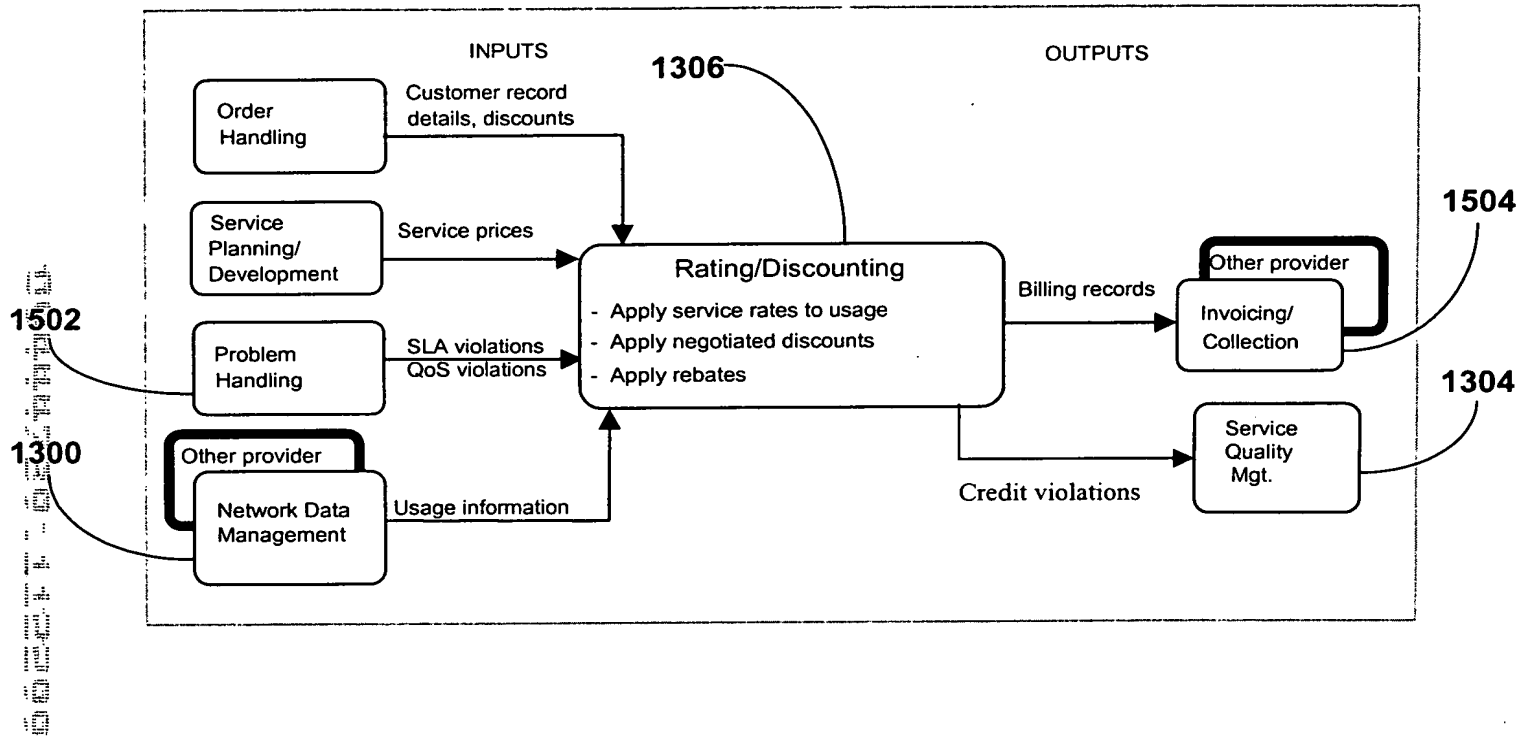 INPUTS
OUTPUTS
1306
Order
Handling
Customer record
details, discounts
Service
Planning/
Development
Service prices
1504
Rating/Discounting
- Apply service rates to usage
- Apply negotiated discounts
- Apply rebates
Billing records
Other provider
Invoicing/
Collection
1502
Problem
Handling
SLA violations
QoS violations
1304
Service
Quality
Mgt.
Credit violations
1300
Other provider
Network Data
Management
Usage information